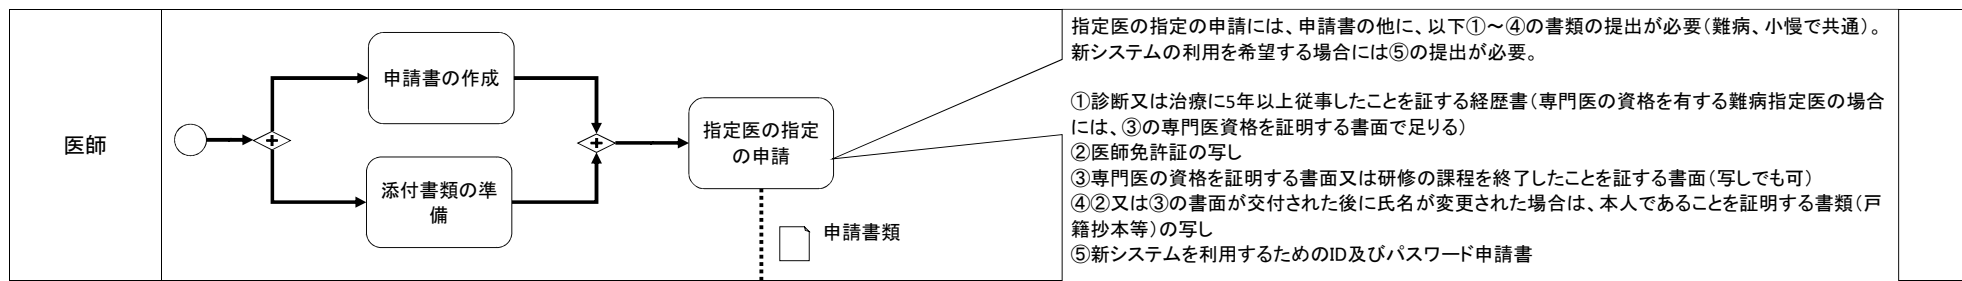 医師
申請書の作成
添付書類の準
備
指定医の指定
の申請
申請書類
指定医の指定の申請には、申請書の他に、以下①～④の書類の提出が必要(難病、小慢で共通)。
新システムの利用を希望する場合には⑤の提出が必要。
①診断又は治療に5年以上従事したことを証する経歴書(専門医の資格を有する難病指定医の場合
には、③の専門医資格を証明する書面で足りる)
②医師免許証の写し
③専門医の資格を証明する書面又は研修の課程を終了したことを証する書面(写しでも可)
④②又は③の書面が交付された後に氏名が変更された場合は、本人であることを証明する書類(戸
籍抄本等)の写し
⑤新システムを利用するためのID及びパスワード申請書